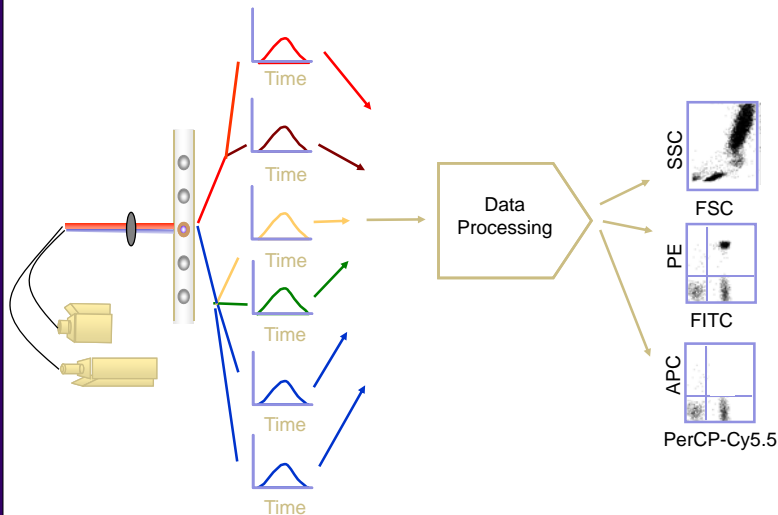 Time
Time
Time
Time
Time
Time
Data
Processing
SSC
FSC
PE
FITC
APC
PerCP-Cy5.5